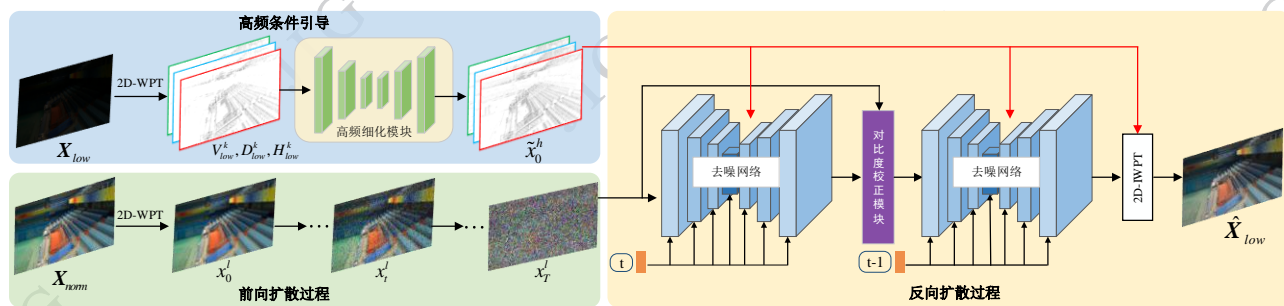 高频条件引导
X_low
2D-WPT
V^k_low, D^k_low, H^k_low
高频细化模块
x̃^h_0
X_norm
2D-WPT
x^l_0
...
x^l_t
...
x^l_T
前向扩散过程
去噪网络
t
对比度校正模块
去噪网络
t-1
2D-IWPT
X̂_low
反向扩散过程